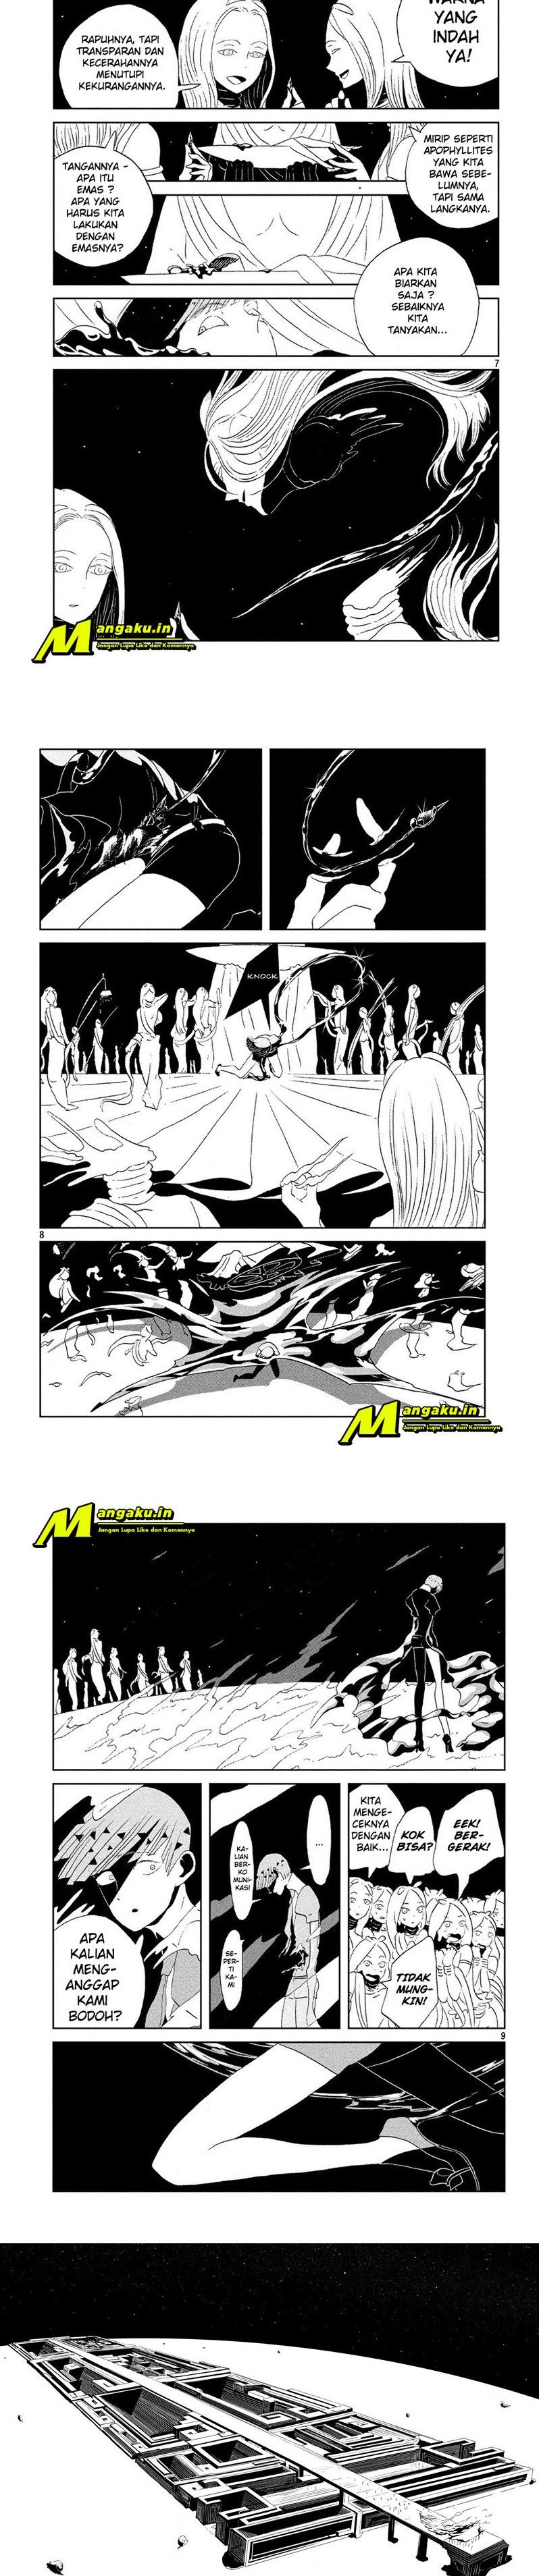 WARNA
YANG
INDAH
YA!
RAPUHNYA, TAPI
TRANSPARAN DAN
KECERAHANNYA
MENUTUPI
KEKURANGANNYA.
MIRIP SEPERTI
APOPHYLLITES
YANG KITA
BAWA SEBE-
LUMNYA,
TAPI SAMA
LANGKANYA.
TANGANNYA -
APA ITU
EMAS ?
APA YANG
HARUS KITA
LAKUKAN
DENGAN
EMASNYA?
APA KITA
BIARKAN
SAJA ?
SEBAIKNYA
KITA
TANYAKAN...
7
Mangaku.in
Jangan Lupa Like dan Komennya
KNOCK
8
Mangaku.in
Jangan Lupa Like dan Komennya
Mangaku.in
Jangan Lupa Like dan Komennya
EEK!
BER-
GERAK!
KOK
BISA?
KITA
MENGE-
CEKNYA
DENGAN
BAIK...
TIDAK
MUNG-
KIN!
...
KA-
LIAN
BER-
KO
MUNI-
KASI
SE-
PER-
TI
KA-
MI
APA
KALIAN
MENG-
ANGGAP
KAMI
BODOH?
9